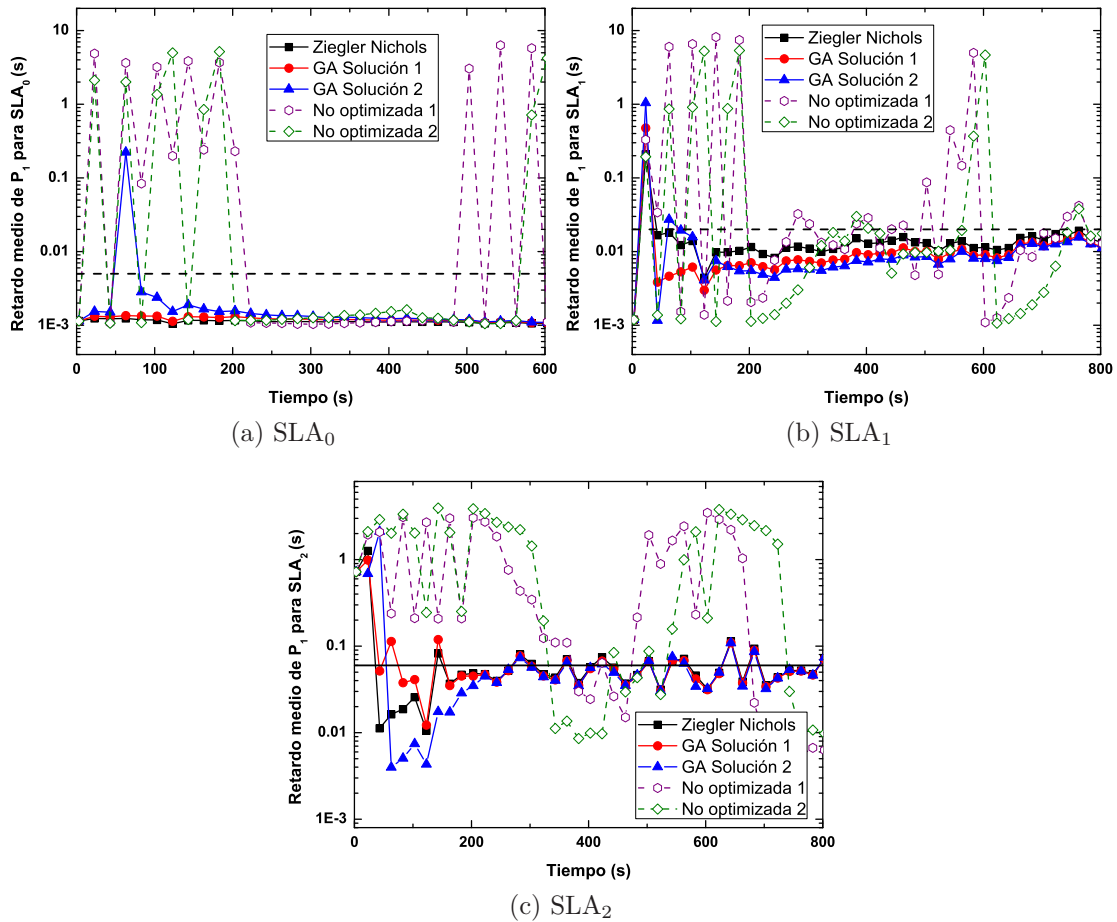 Retardo medio de P₁ para SLA₀ (s)
10
1
0.1
0.01
1E-3
Ziegler Nichols
GA Solución 1
GA Solución 2
No optimizada 1
No optimizada 2
0 100 200 300 400 500 600
Tiempo (s)
(a) SLA₀
Retardo medio de P₁ para SLA₁ (s)
10
1
0.1
0.01
1E-3
Ziegler Nichols
GA Solución 1
GA Solución 2
No optimizada 1
No optimizada 2
0 200 400 600 800
Tiempo (s)
(b) SLA₁
Retardo medio de P₁ para SLA₂ (s)
1
0.1
0.01
1E-3
Ziegler Nichols
GA Solución 1
GA Solución 2
No optimizada 1
No optimizada 2
0 200 400 600 800
Tiempo (s)
(c) SLA₂